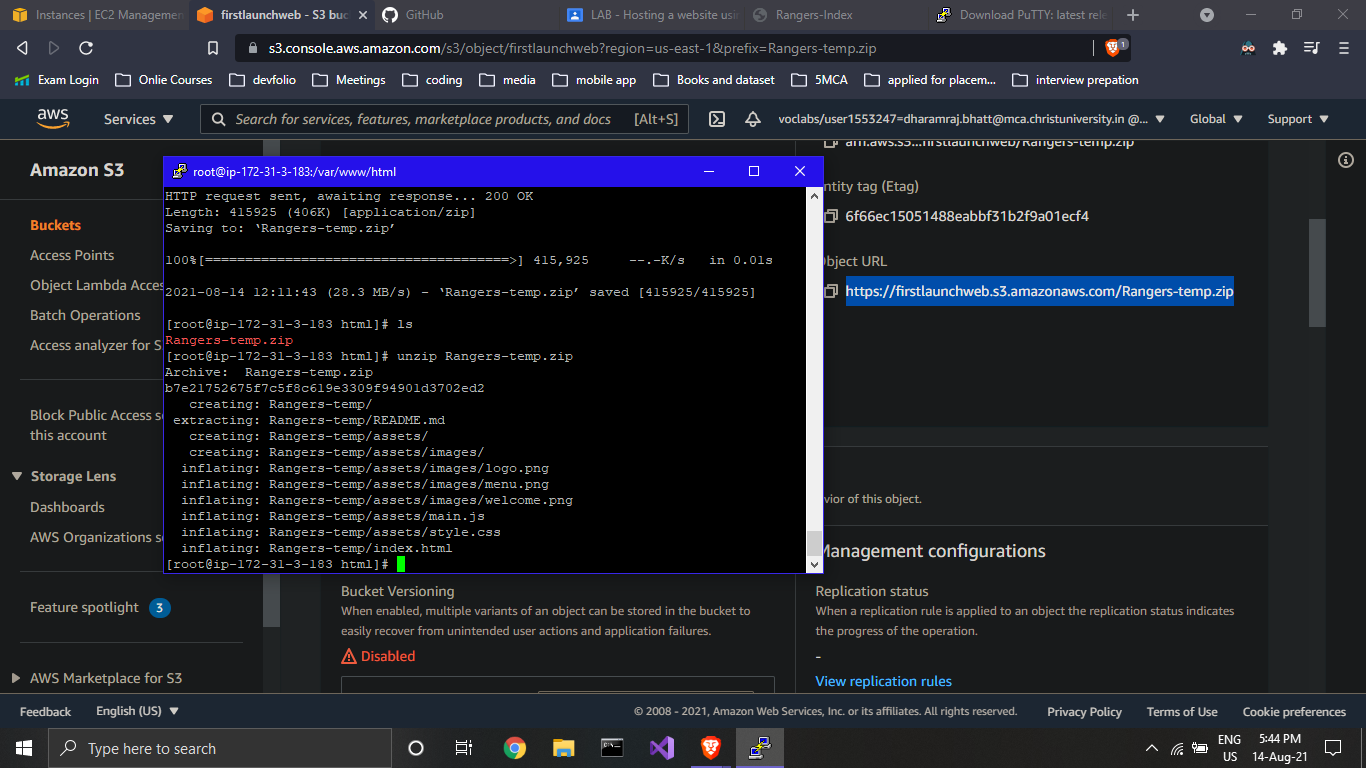 Instances | EC2 Managemen
firstlaunchweb - S3 buc
GitHub
LAB - Hosting a website usin
Rangers-Index
Download PuTTY: latest rele
s3.console.aws.amazon.com/s3/object/firstlaunchweb?region=us-east-1&prefix=Rangers-temp.zip
1
Exam Login
Onlie Courses
devfolio
Meetings
coding
media
mobile app
Books and dataset
5MCA
applied for placem...
interview prepation
aws
Services
Search for services, features, marketplace products, and docs
[Alt+S]
voclabs/user1553247=dharamraj.bhatt@mca.christuniversity.in @...
Global
Support
Amazon S3
Buckets
Access Points
Object Lambda Acces
Batch Operations
Access analyzer for S
Block Public Access se
this account
Storage Lens
Dashboards
AWS Organizations se
Feature spotlight
3
AWS Marketplace for S3
root@ip-172-31-3-183:/var/www/html
HTTP request sent, awaiting response... 200 OK
Length: 415925 (406K) [application/zip]
Saving to: ‘Rangers-temp.zip’
100%[======================================>] 415,925     --.-K/s   in 0.01s
2021-08-14 12:11:43 (28.3 MB/s) - ‘Rangers-temp.zip’ saved [415925/415925]
[root@ip-172-31-3-183 html]# ls
Rangers-temp.zip
[root@ip-172-31-3-183 html]# unzip Rangers-temp.zip
Archive:  Rangers-temp.zip
b7e21752675f7c5f8c619e3309f94901d3702ed2
creating: Rangers-temp/
extracting: Rangers-temp/README.md
creating: Rangers-temp/assets/
creating: Rangers-temp/assets/images/
inflating: Rangers-temp/assets/images/logo.png
inflating: Rangers-temp/assets/images/menu.png
inflating: Rangers-temp/assets/images/welcome.png
inflating: Rangers-temp/assets/main.js
inflating: Rangers-temp/assets/style.css
inflating: Rangers-temp/index.html
[root@ip-172-31-3-183 html]#
arn:aws:s3...irstlaunchweb/Rangers-temp.zip
ntity tag (Etag)
6f66ec15051488eabbf31b2f9a01ecf4
bject URL
https://firstlaunchweb.s3.amazonaws.com/Rangers-temp.zip
vior of this object.
Management configurations
Bucket Versioning
When enabled, multiple variants of an object can be stored in the bucket to
easily recover from unintended user actions and application failures.
Disabled
Replication status
When a replication rule is applied to an object the replication status indicates
the progress of the operation.
-
View replication rules
Feedback
English (US)
© 2008 - 2021, Amazon Web Services, Inc. or its affiliates. All rights reserved.
Privacy Policy
Terms of Use
Cookie preferences
Type here to search
ENG
US
5:44 PM
14-Aug-21